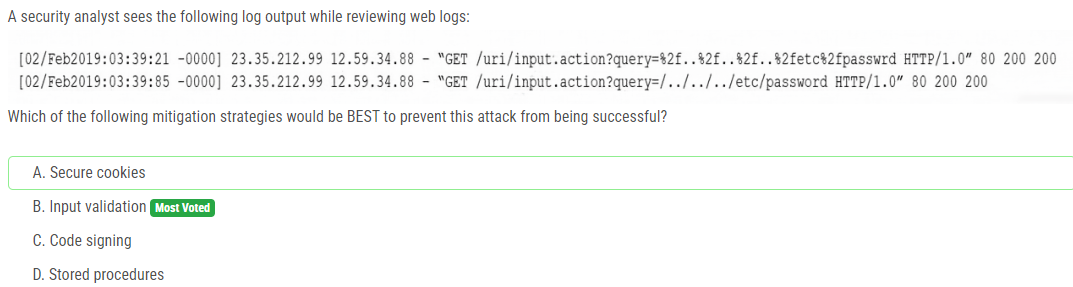 A security analyst sees the following log output while reviewing web logs:
[02/Feb2019:03:39:21 -0000] 23.35.212.99 12.59.34.88 - "GET /uri/input.action?query=%2f..%2f..%2f..%2fetc%2fpasswrd HTTP/1.0" 80 200 200
[02/Feb2019:03:39:85 -0000] 23.35.212.99 12.59.34.88 - "GET /uri/input.action?query=/../../../etc/password HTTP/1.0" 80 200 200
Which of the following mitigation strategies would be BEST to prevent this attack from being successful?
A. Secure cookies
B. Input validation Most Voted
C. Code signing
D. Stored procedures